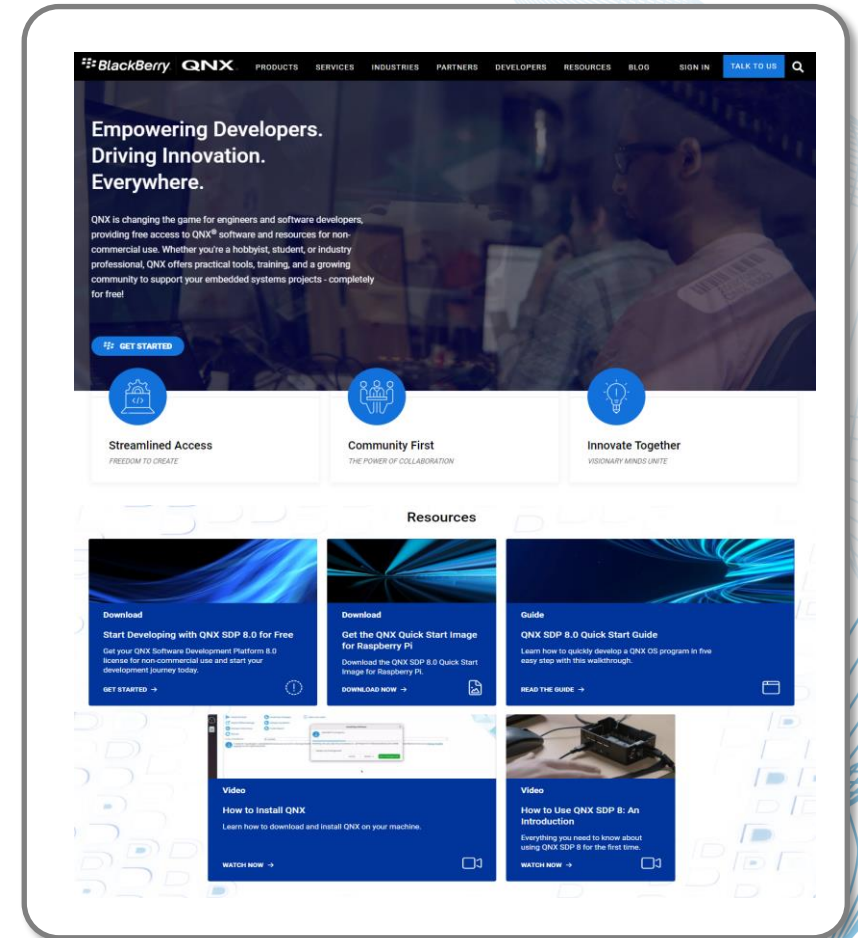 BlackBerry QNX PRODUCTS SERVICES INDUSTRIES PARTNERS DEVELOPERS RESOURCES BLOG SIGN IN TALK TO US
Empowering Developers.
Driving Innovation.
Everywhere.
QNX is changing the game for engineers and software developers,
providing free access to QNX® software and resources for non-
commercial use. Whether you're a hobbyist, student, or industry
professional, QNX offers practical tools, training, and a growing
community to support your embedded systems projects - completely
for free!
GET STARTED
Streamlined Access
FREEDOM TO CREATE
Community First
THE POWER OF COLLABORATION
Innovate Together
VISIONARY MINDS UNITE
Resources
Download
Start Developing with QNX SDP 8.0 for Free
Get your QNX Software Development Platform 8.0
license for non-commercial use and start your
development journey today.
GET STARTED →
Download
Get the QNX Quick Start Image
for Raspberry Pi
Download the QNX SDP 8.0 Quick Start
Image for Raspberry Pi.
DOWNLOAD NOW →
Guide
QNX SDP 8.0 Quick Start Guide
Learn how to quickly develop a QNX OS program in five
easy step with this walkthrough.
READ THE GUIDE →
Video
How to Install QNX
Learn how to download and install QNX on your machine.
WATCH NOW →
Video
How to Use QNX SDP 8: An
Introduction
Everything you need to know about
using QNX SDP 8 for the first time.
WATCH NOW →